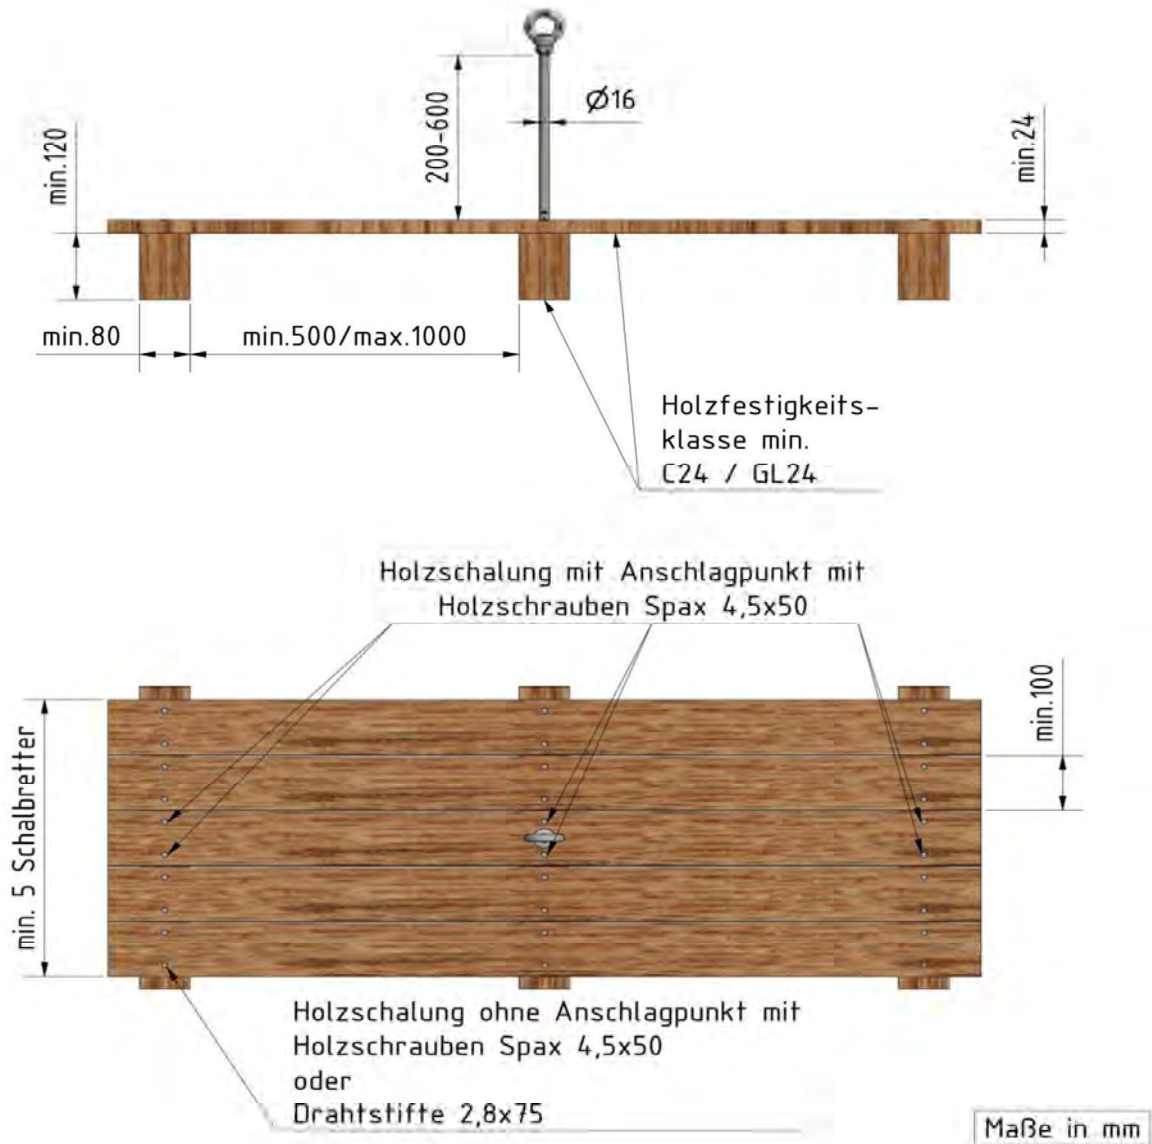 200-600
Ø16
min.120
min.24
min.80
min.500/max.1000
Holzfestigkeits-
klasse min.
C24 / GL24
Holzschalung mit Anschlagpunkt mit
Holzschrauben Spax 4,5x50
min.100
min. 5 Schalbretter
Holzschalung ohne Anschlagpunkt mit
Holzschrauben Spax 4,5x50
oder
Drahtstifte 2,8x75
Maße in mm